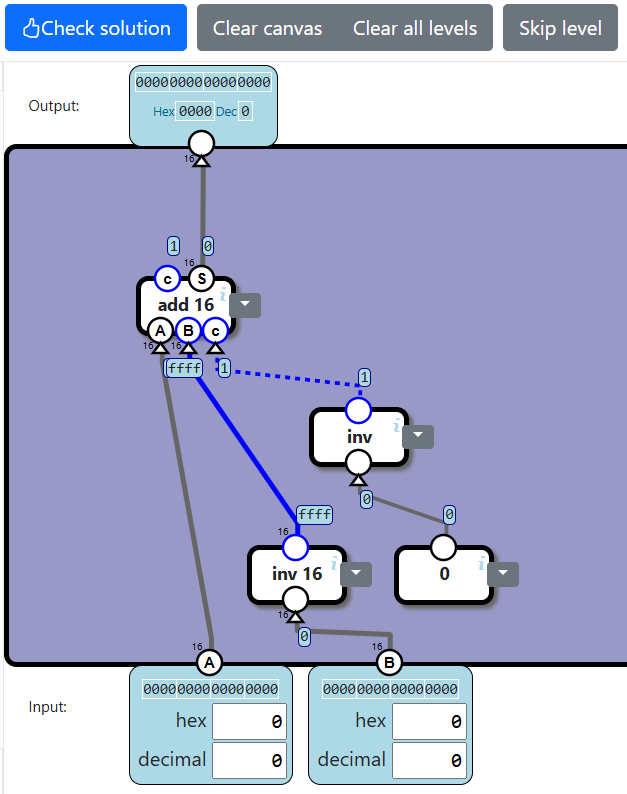 Check solution Clear canvas Clear all levels Skip level
Output:
0000000000000000
Hex 0000 Dec 0
16
1 0
16
c S i
add 16
A B c
16 16
ffff 1
1
i
inv
0
0
ffff
16
i i
inv 16 0
16
0
16 16
A B
Input:
0000000000000000 0000000000000000
hex 0 hex 0
decimal 0 decimal 0